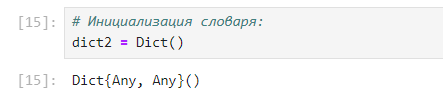 [15]: # Инициализация словаря:
dict2 = Dict()
[15]: Dict{Any, Any}()